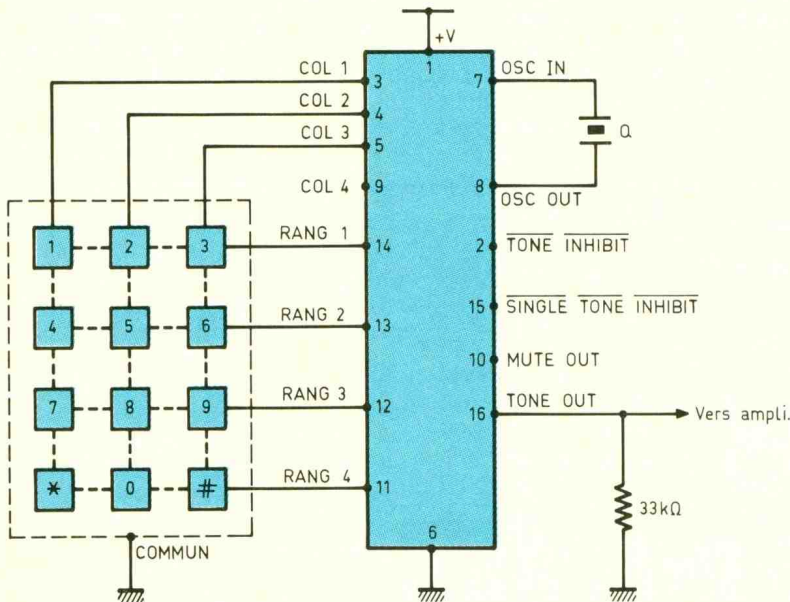 +V
1
COL 1
3
7
OSC IN
COL 2
4
COL 3
5
Q
COL 4
9
8
OSC OUT
1 2 3
RANG 1
14
2
TONE INHIBIT
4 5 6
RANG 2
13
15
SINGLE TONE INHIBIT
10
MUTE OUT
7 8 9
RANG 3
12
16
TONE OUT
Vers ampli.
* 0 #
RANG 4
11
33kΩ
6
COMMUN